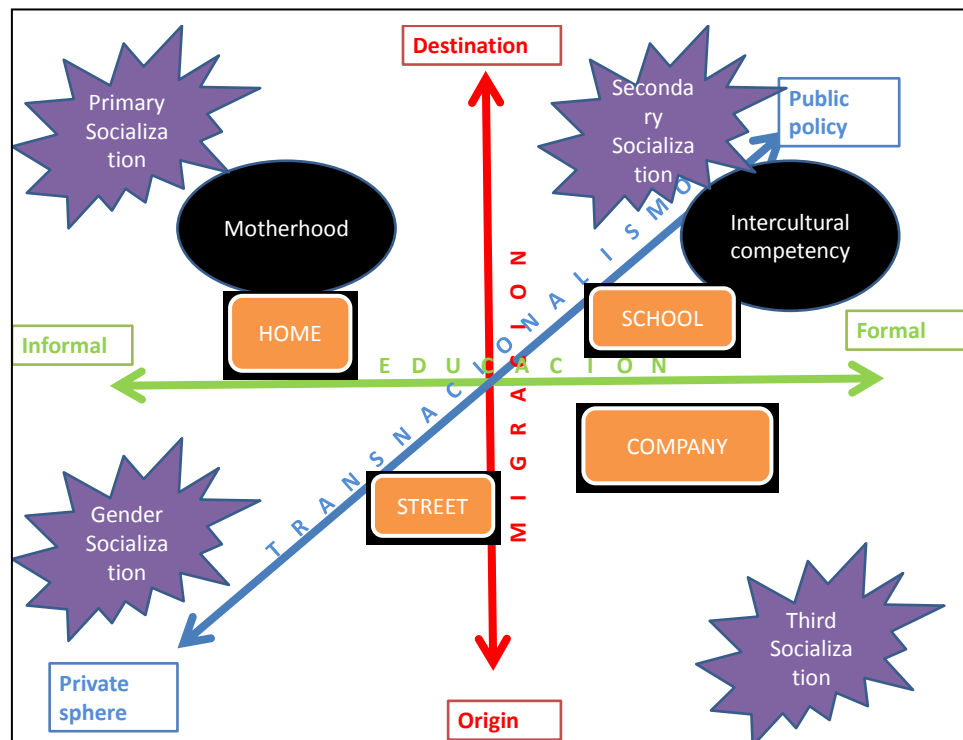 Destination
Primary
Socializa
tion
Seconda
ry
Socializa
tion
Public
policy
Motherhood
Intercultural
competency
HOME
SCHOOL
Informal
Formal
EDUCACION
MIGRACION
TRANSNACIONALISMO
COMPANY
STREET
Gender
Socializa
tion
Third
Socializa
tion
Private
sphere
Origin